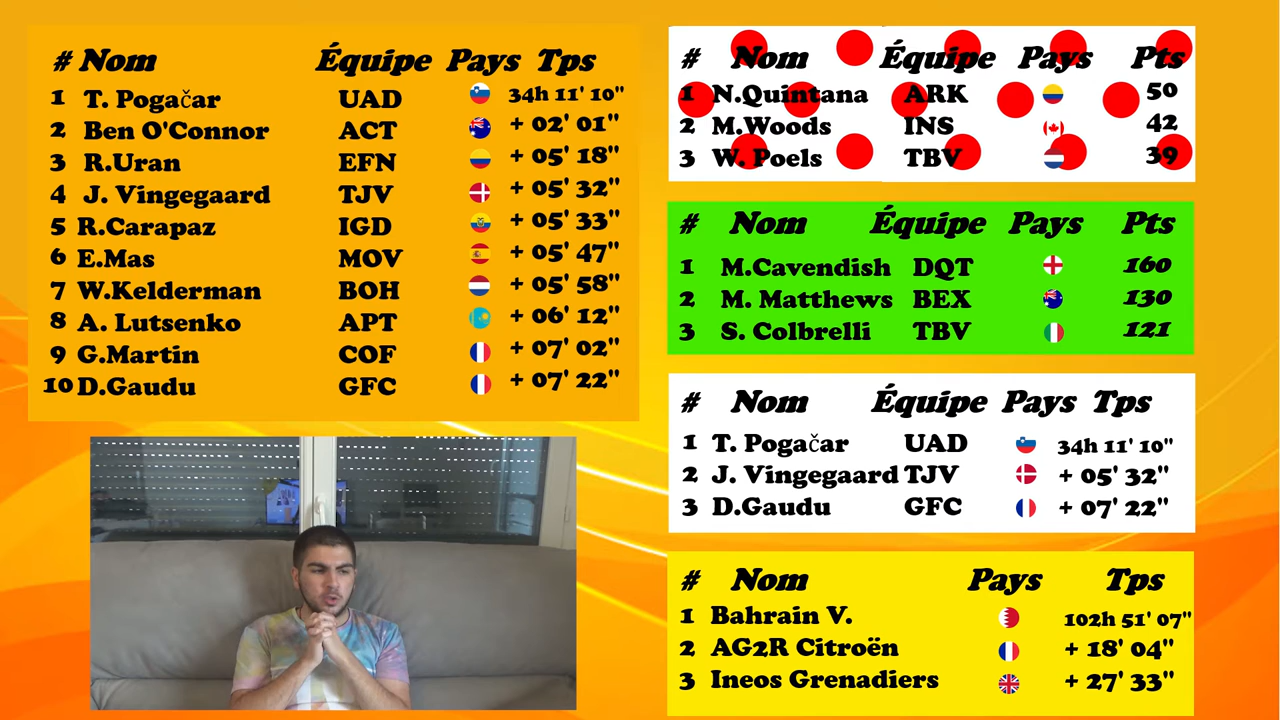 # Nom Équipe Pays Tps
1 T. Pogačar UAD 34h 11' 10"
2 Ben O'Connor ACT + 02' 01"
3 R.Uran EFN + 05' 18"
4 J. Vingegaard TJV + 05' 32"
5 R.Carapaz IGD + 05' 33"
6 E.Mas MOV + 05' 47"
7 W.Kelderman BOH + 05' 58"
8 A. Lutsenko APT + 06' 12"
9 G.Martin COF + 07' 02"
10 D.Gaudu GFC + 07' 22"
# Nom Équipe Pays Pts
1 N.Quintana ARK 50
2 M.Woods INS 42
3 W. Poels TBV 39
# Nom Équipe Pays Pts
1 M.Cavendish DQT 160
2 M. Matthews BEX 130
3 S. Colbrelli TBV 121
# Nom Équipe Pays Tps
1 T. Pogačar UAD 34h 11' 10"
2 J. Vingegaard TJV + 05' 32"
3 D.Gaudu GFC + 07' 22"
# Nom Pays Tps
1 Bahrain V. 102h 51' 07"
2 AG2R Citroën + 18' 04"
3 Ineos Grenadiers + 27' 33"